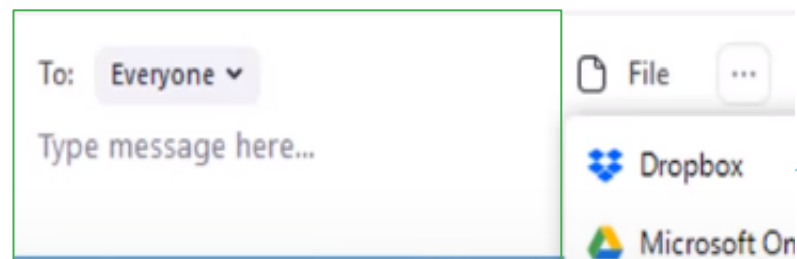 To: Everyone
File ...
Type message here...
Dropbox
Microsoft On